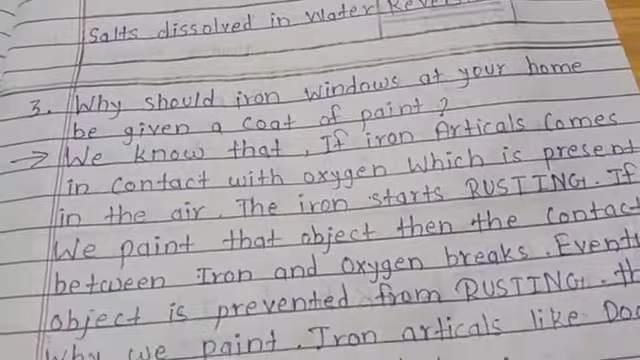 Salts dissolved in water
3. Why should iron windows at your home
be given a coat of paint?
→ We know that, If iron Articals comes
in contact with oxygen which is present
in the air. The iron starts RUSTING. If
We paint that object then the contact
between Iron and Oxygen breaks.
object is prevented from RUSTING.
Why we paint. Iron articals like